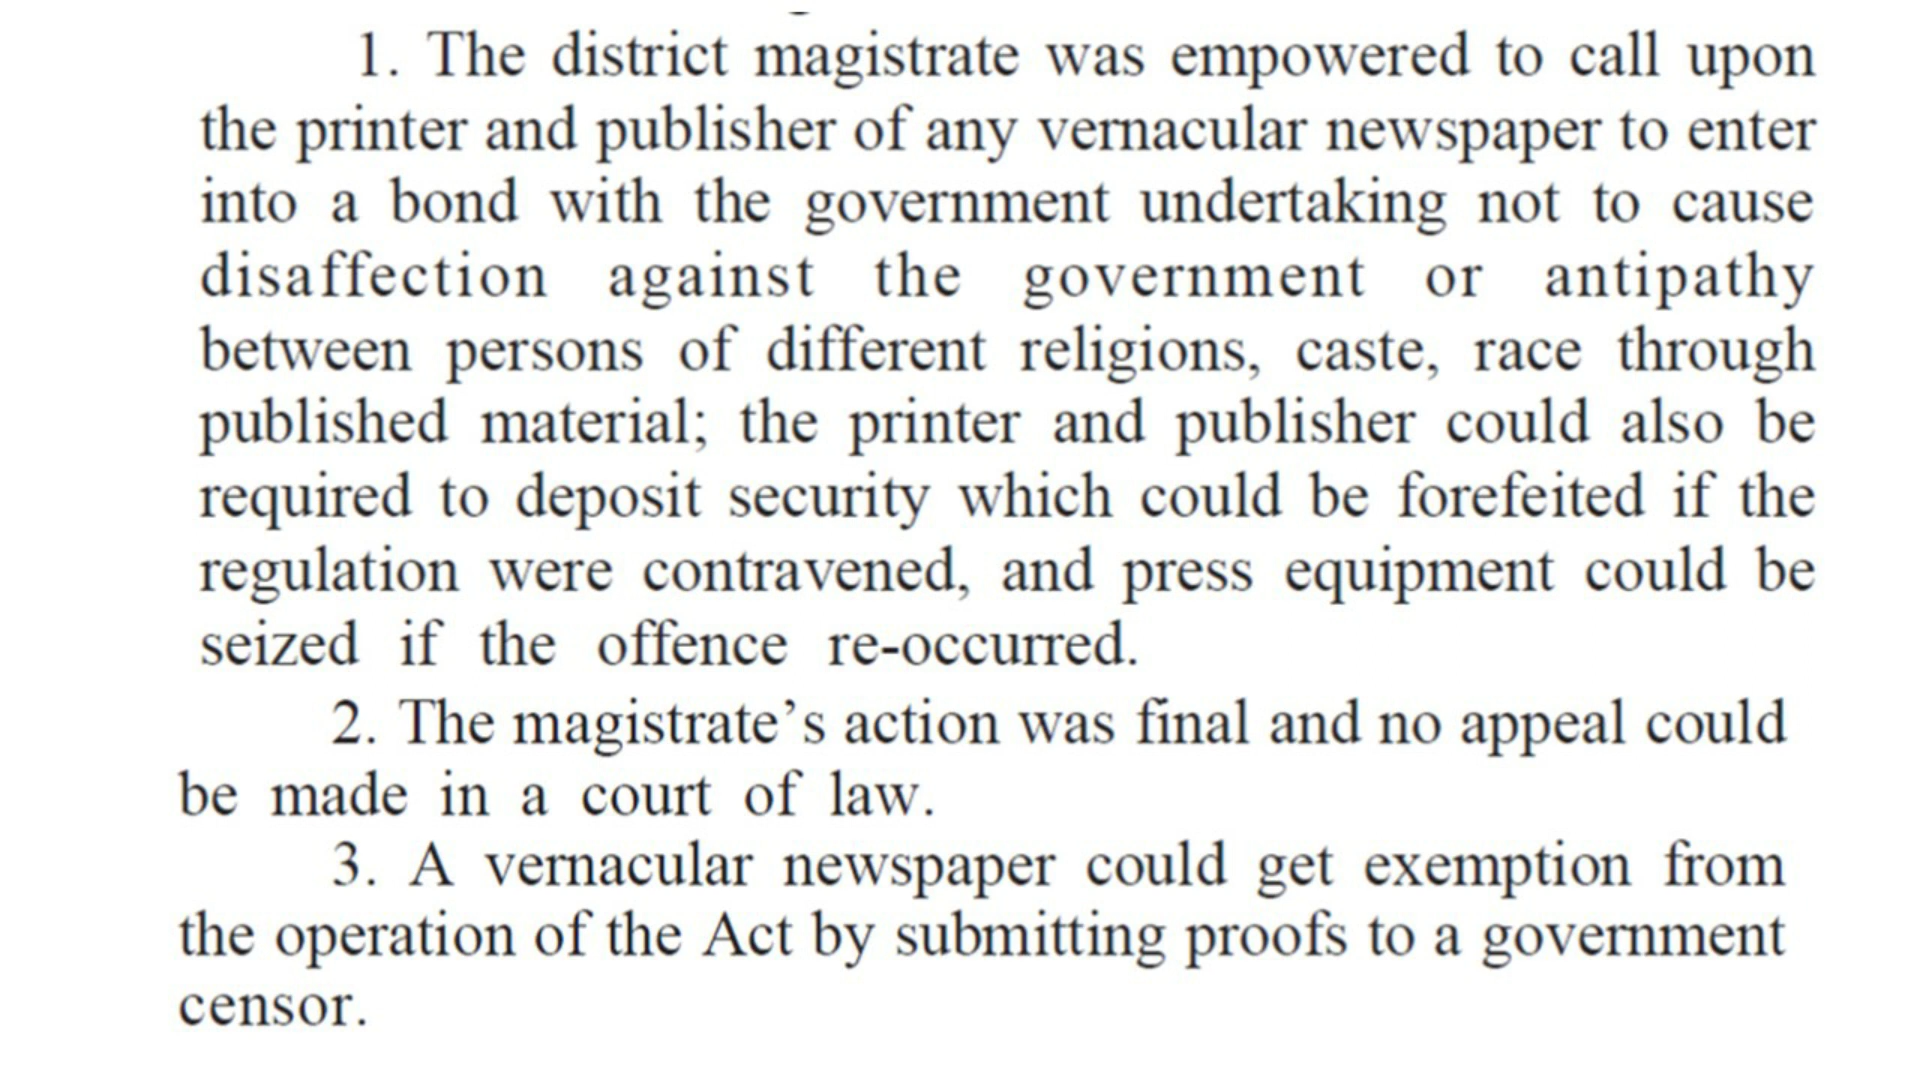 1. The district magistrate was empowered to call upon
the printer and publisher of any vernacular newspaper to enter
into a bond with the government undertaking not to cause
disaffection against the government or antipathy
between persons of different religions, caste, race through
published material; the printer and publisher could also be
required to deposit security which could be forefeited if the
regulation were contravened, and press equipment could be
seized if the offence re-occurred.
2. The magistrate’s action was final and no appeal could
be made in a court of law.
3. A vernacular newspaper could get exemption from
the operation of the Act by submitting proofs to a government
censor.